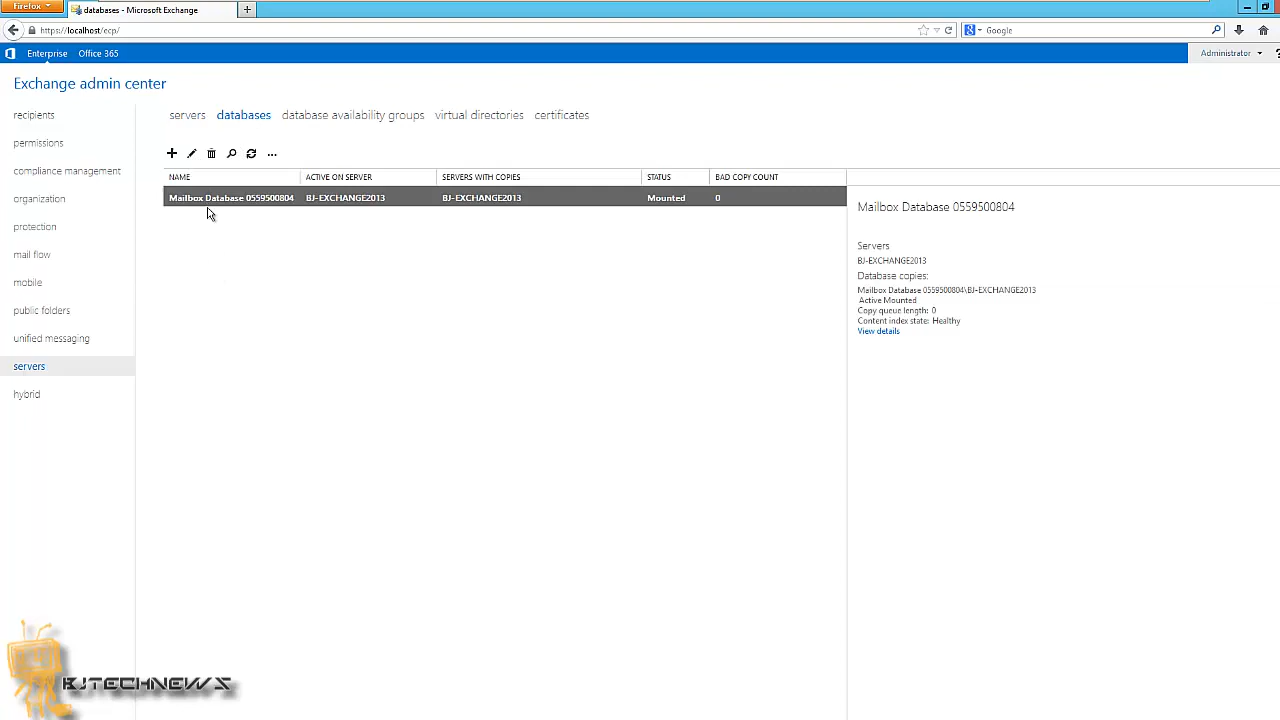 Firefox
databases - Microsoft Exchange
https://localhost/ecp/
Google
Enterprise Office 365
Administrator
?
Exchange admin center
recipients
permissions
compliance management
organization
protection
mail flow
mobile
public folders
unified messaging
servers
hybrid
servers databases database availability groups virtual directories certificates
NAME ACTIVE ON SERVER SERVERS WITH COPIES STATUS BAD COPY COUNT
Mailbox Database 0559500804 BJ-EXCHANGE2013 BJ-EXCHANGE2013 Mounted 0
Mailbox Database 0559500804
Servers
BJ-EXCHANGE2013
Database copies:
Mailbox Database 0559500804\BJ-EXCHANGE2013
Active Mounted
Copy queue length: 0
Content index state: Healthy
View details
BJTECHNEWS